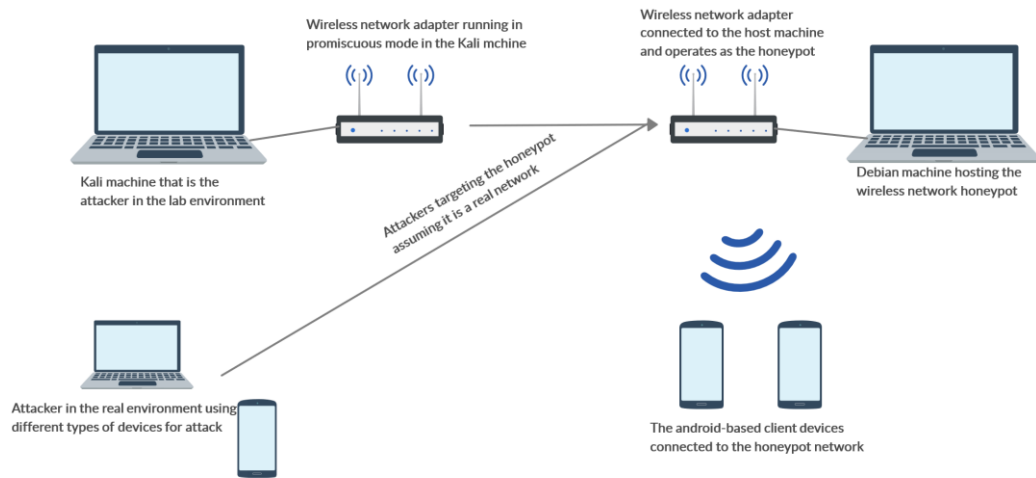 Wireless network adapter running in
promiscuous mode in the Kali mchine
Wireless network adapter
connected to the host machine
and operates as the honeypot
Kali machine that is the
attacker in the lab environment
Attackers targeting the honeypot
assuming it is a real network
Debian machine hosting the
wireless network honeypot
Attacker in the real environment using
different types of devices for attack
The android-based client devices
connected to the honeypot network